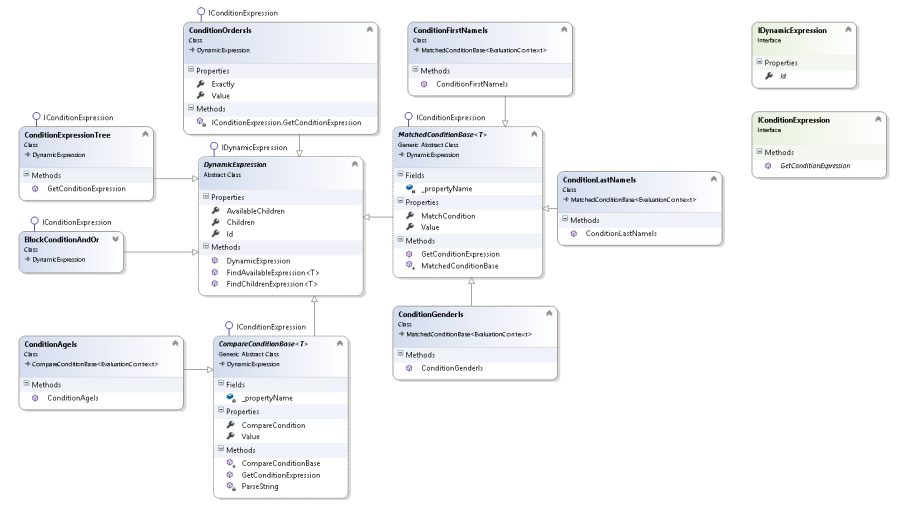 IConditionExpression
ConditionOrdersIs
Class
DynamicExpression
Properties
Exactly
Value
Methods
IConditionExpression.GetConditionExpression
ConditionFirstNameIs
Class
MatchedConditionBase<EvaluationContext>
Methods
ConditionFirstNameIs
IDynamicExpression
Interface
Properties
Id
IConditionExpression
Interface
Methods
GetConditionExpression
IConditionExpression
ConditionExpressionTree
Class
DynamicExpression
Methods
GetConditionExpression
IDynamicExpression
DynamicExpression
Abstract Class
Properties
AvailableChildren
Children
Id
Methods
DynamicExpression
FindAvailableExpression<T>
FindChildrenExpression<T>
IConditionExpression
MatchedConditionBase<T>
Generic Abstract Class
DynamicExpression
Fields
_propertyName
Properties
MatchCondition
Value
Methods
GetConditionExpression
MatchedConditionBase
ConditionLastNameIs
Class
MatchedConditionBase<EvaluationContext>
Methods
ConditionLastNameIs
IConditionExpression
BlockConditionAndOr
Class
DynamicExpression
ConditionGenderIs
Class
MatchedConditionBase<EvaluationContext>
Methods
ConditionGenderIs
ConditionAgeIs
Class
CompareConditionBase<EvaluationContext>
Methods
ConditionAgeIs
IConditionExpression
CompareConditionBase<T>
Generic Abstract Class
DynamicExpression
Fields
_propertyName
Properties
CompareCondition
Value
Methods
CompareConditionBase
GetConditionExpression
ParseString